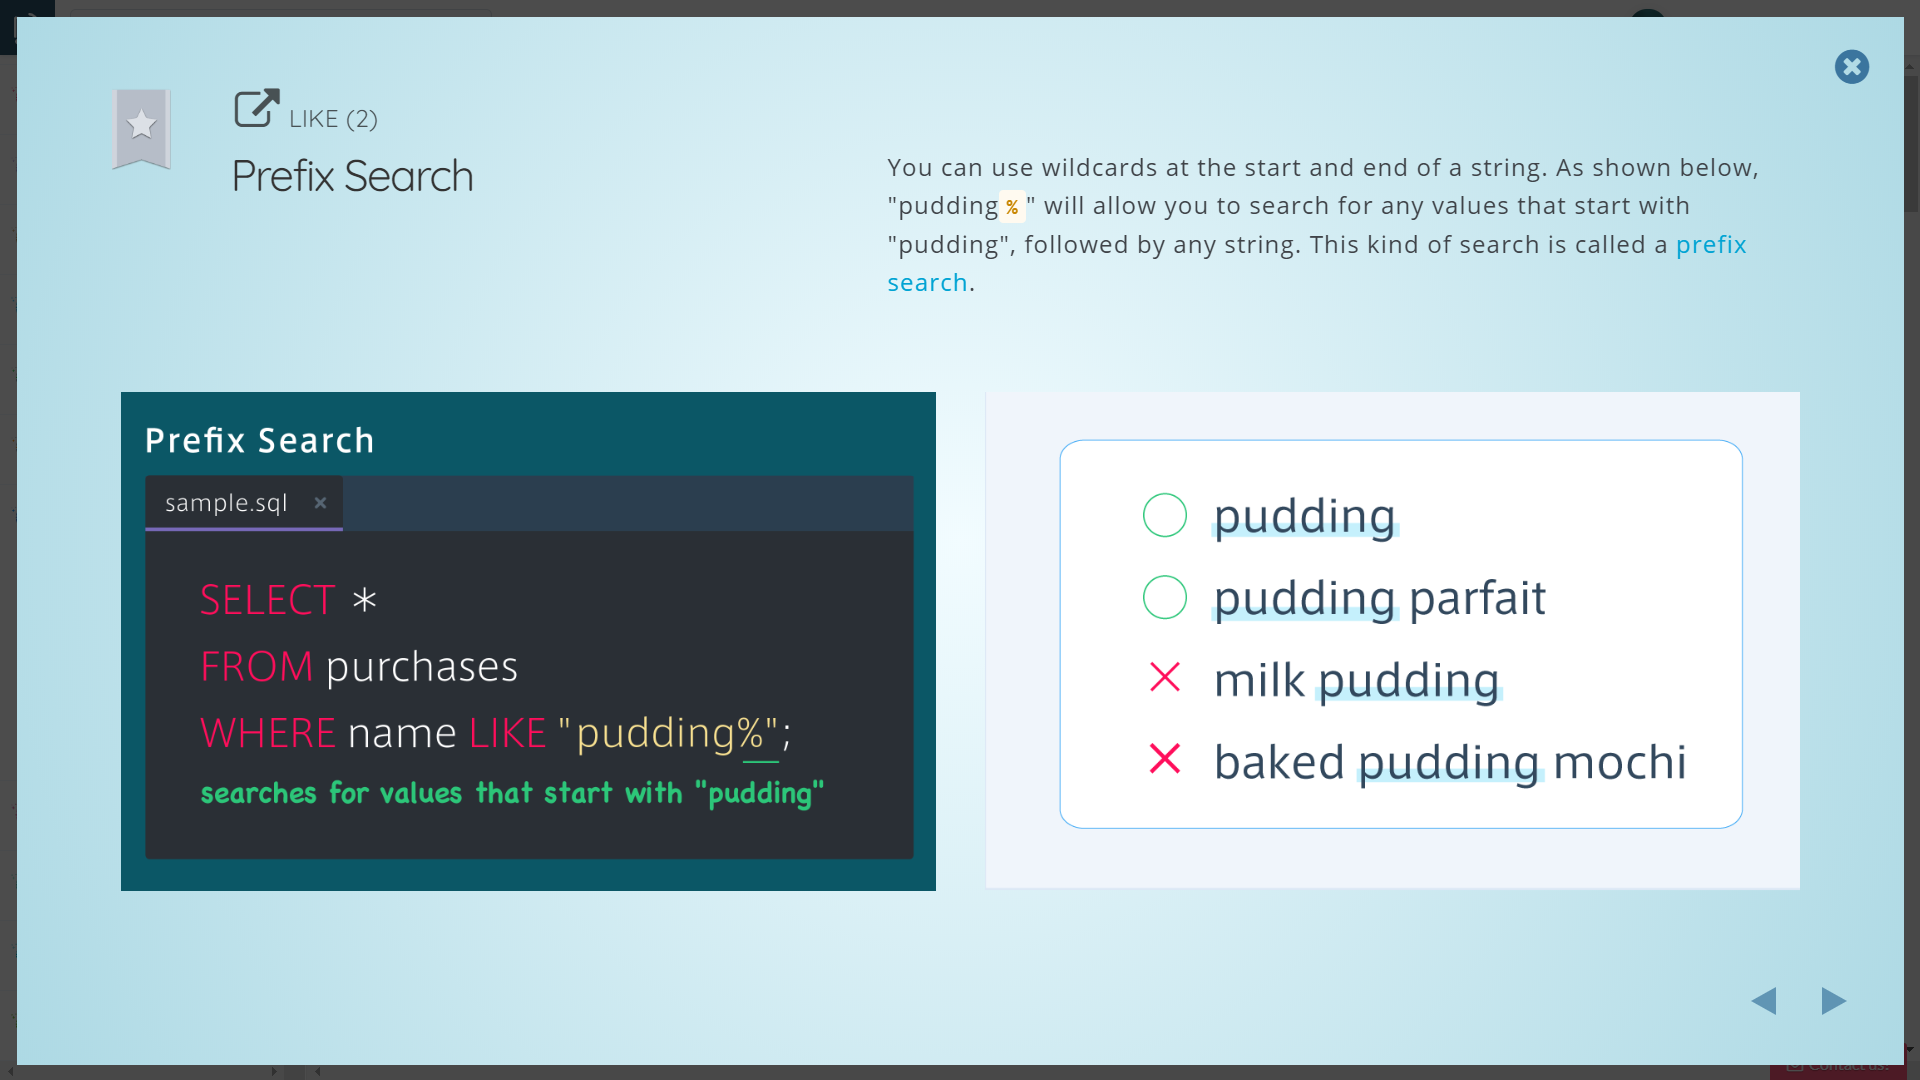 LIKE (2)
Prefix Search
You can use wildcards at the start and end of a string. As shown below,
"pudding%" will allow you to search for any values that start with
"pudding", followed by any string. This kind of search is called a prefix
search.
Prefix Search
sample.sql ×
SELECT *
FROM purchases
WHERE name LIKE "pudding%";
searches for values that start with "pudding"
pudding
pudding parfait
milk pudding
baked pudding mochi
Contact us!